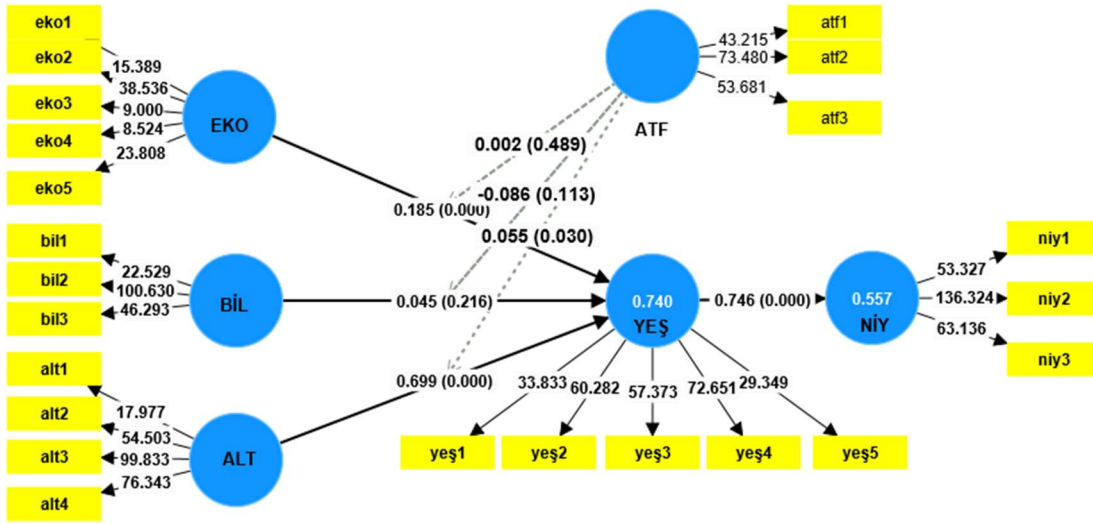 eko1
eko2
eko3
eko4
eko5
15.389
38.536
9.000
8.524
23.808
EKO
bil1
bil2
bil3
22.529
100.630
46.293
BİL
alt1
alt2
alt3
alt4
17.977
54.503
99.833
76.343
ALT
ATF
43.215
73.480
53.681
atf1
atf2
atf3
0.002 (0.489)
-0.086 (0.113)
0.185 (0.000)
0.055 (0.030)
0.045 (0.216)
0.699 (0.000)
0.740
YEŞ
0.746 (0.000)
0.557
NİY
53.327
136.324
63.136
niy1
niy2
niy3
33.833
60.282
57.373
72.651
29.349
yeş1
yeş2
yeş3
yeş4
yeş5